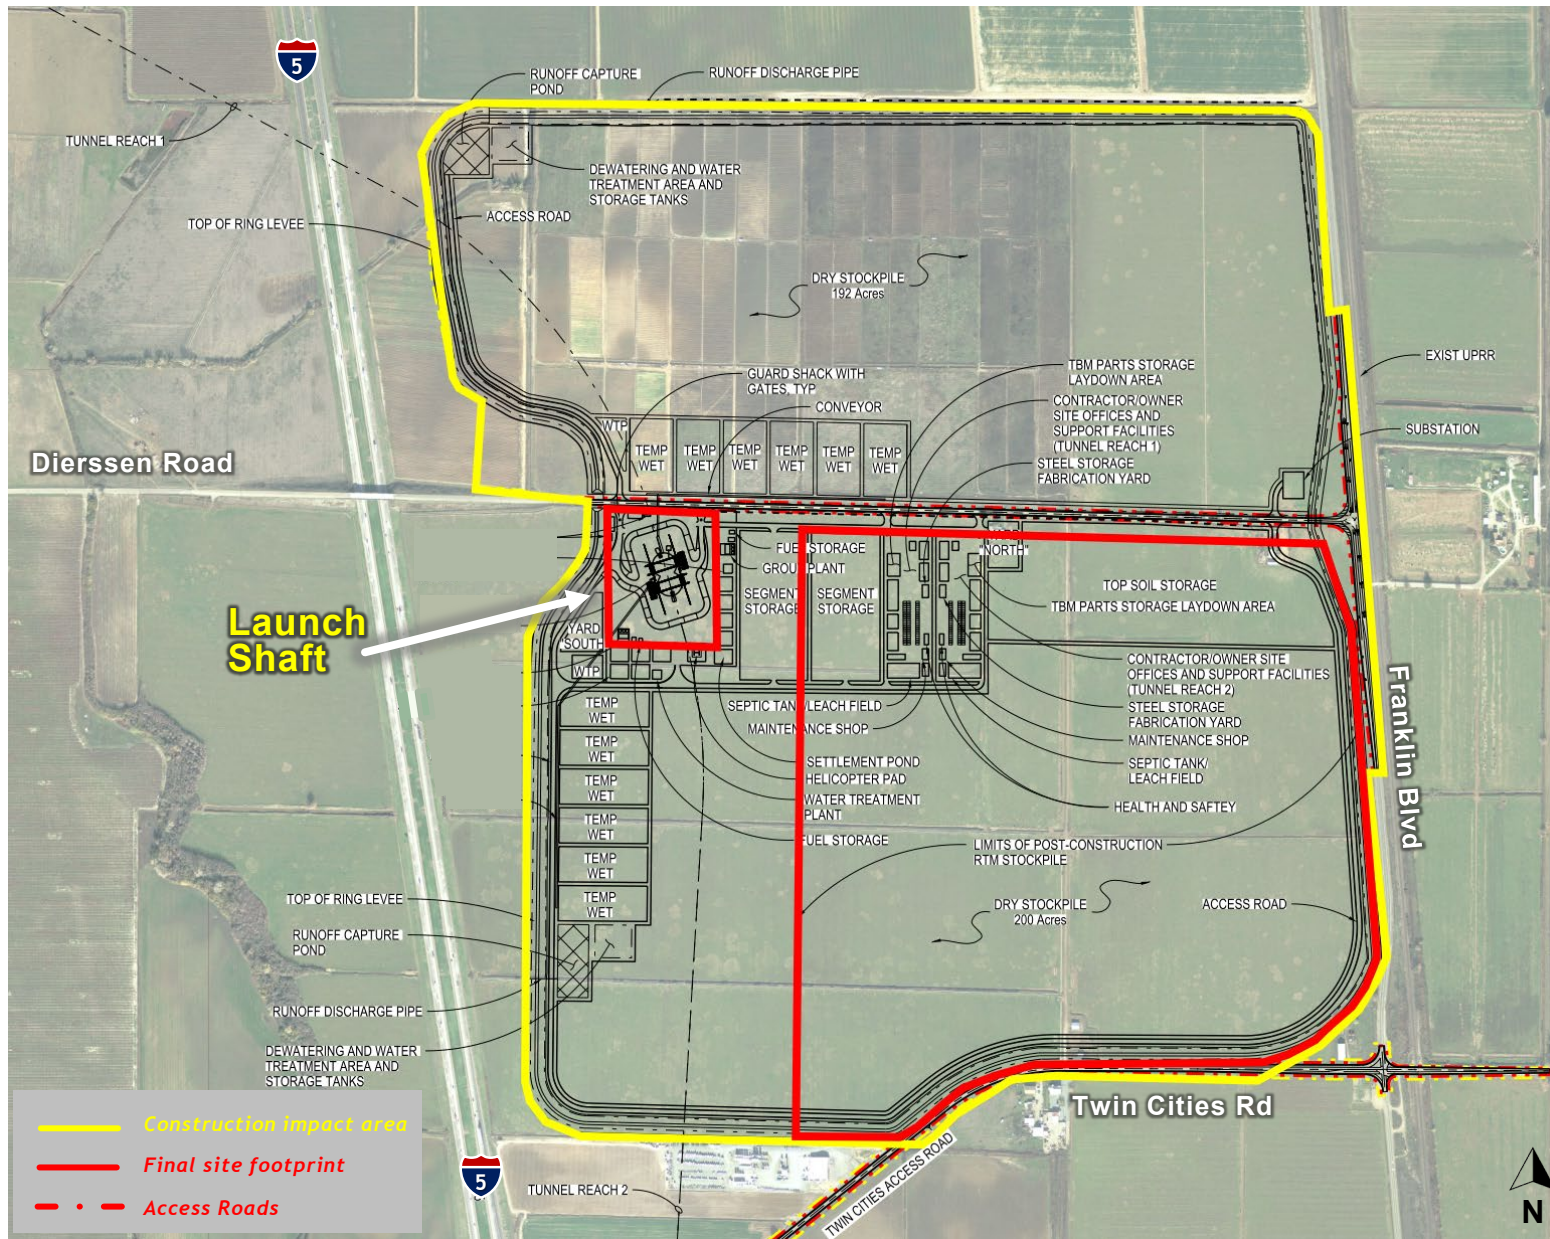 5
RUNOFF CAPTURE
POND
RUNOFF DISCHARGE PIPE
TUNNEL REACH 1
DEWATERING AND WATER
TREATMENT AREA AND
STORAGE TANKS
ACCESS ROAD
TOP OF RING LEVEE
DRY STOCKPILE
192 Acres
EXIST UPRR
GUARD SHACK WITH
GATES, TYP
TBM PARTS STORAGE
LAYDOWN AREA
CONVEYOR
CONTRACTOR/OWNER
SITE OFFICES AND
SUPPORT FACILITIES
(TUNNEL REACH 1)
SUBSTATION
WTP
TEMP
WET
TEMP
WET
TEMP
WET
TEMP
WET
TEMP
WET
TEMP
WET
STEEL STORAGE
FABRICATION YARD
Dierssen Road
FUEL STORAGE
"NORTH"
SEGMENT
STORAGE
SEGMENT
STORAGE
TOP SOIL STORAGE
TBM PARTS STORAGE LAYDOWN AREA
Launch
Shaft
YARD
"SOUTH
WTP
CONTRACTOR/OWNER SITE
OFFICES AND SUPPORT FACILITIES
(TUNNEL REACH 2)
STEEL STORAGE
FABRICATION YARD
MAINTENANCE SHOP
SEPTIC TANK/
LEACH FIELD
HEALTH AND SAFTEY
Franklin Blvd
SEPTIC TANK/LEACH FIELD
MAINTENANCE SHOP
SETTLEMENT POND
HELICOPTER PAD
WATER TREATMENT
PLANT
FUEL STORAGE
TEMP
WET
TEMP
WET
TEMP
WET
TEMP
WET
TEMP
WET
TEMP
WET
LIMITS OF POST-CONSTRUCTION
RTM STOCKPILE
DRY STOCKPILE
200 Acres
ACCESS ROAD
TOP OF RING LEVEE
RUNOFF CAPTURE
POND
RUNOFF DISCHARGE PIPE
DEWATERING AND WATER
TREATMENT AREA AND
STORAGE TANKS
Twin Cities Rd
TWIN CITIES ACCESS ROAD
TUNNEL REACH 2
5
Construction impact area
Final site footprint
Access Roads
N